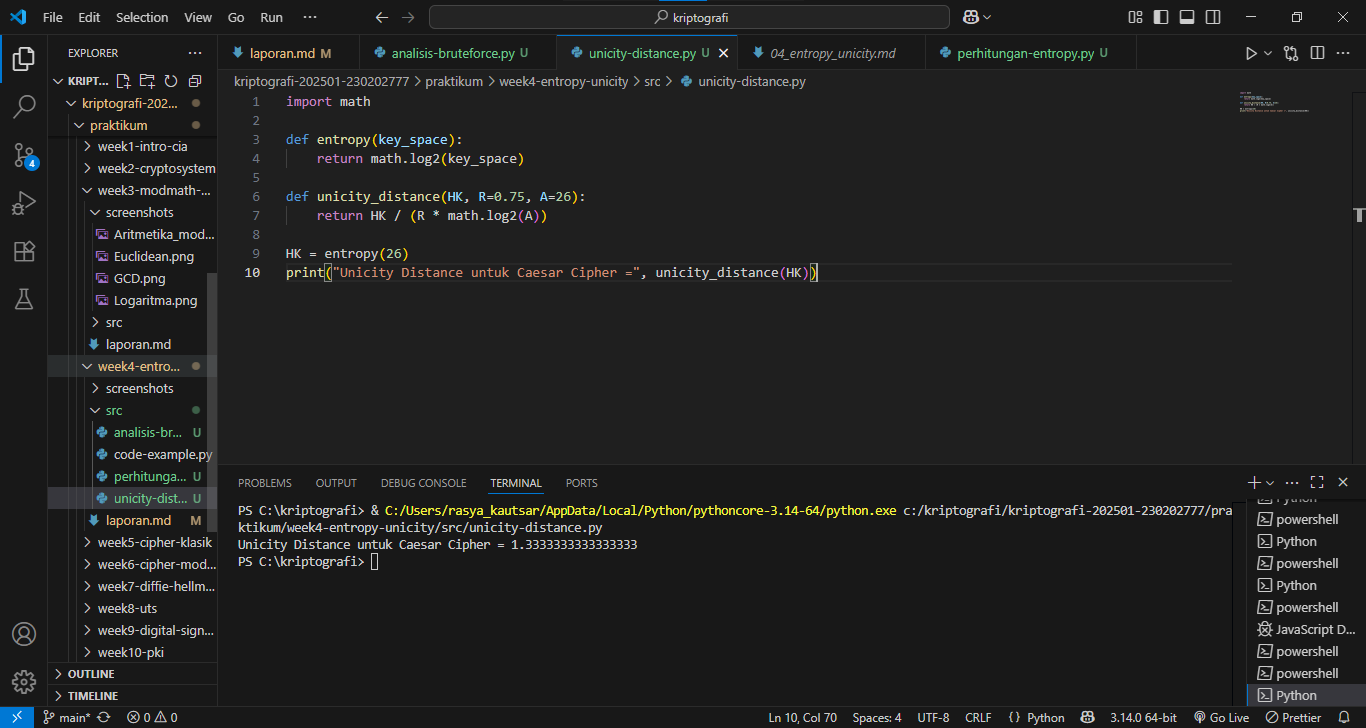 File Edit Selection View Go Run ···
kriptografi
EXPLORER ···
KRIPT...
kriptografi-202...
praktikum
week1-intro-cia
week2-cryptosystem
week3-modmath-...
screenshots
Aritmetika_mod...
Euclidean.png
GCD.png
Logaritma.png
src
laporan.md
week4-entro...
screenshots
src
analisis-br... U
code-example.py
perhitunga... U
unicity-dist... U
laporan.md M
week5-cipher-klasik
week6-cipher-mod...
week7-diffie-hellm...
week8-uts
week9-digital-sign...
week10-pki
OUTLINE
TIMELINE
4
laporan.md M analisis-bruteforce.py U unicity-distance.py U 04_entropy_unicity.md perhitungan-entropy.py U
kriptografi-202501-230202777 > praktikum > week4-entropy-unicity > src > unicity-distance.py
1 import math
2
3 def entropy(key_space):
4 return math.log2(key_space)
5
6 def unicity_distance(HK, R=0.75, A=26):
7 return HK / (R * math.log2(A))
8
9 HK = entropy(26)
10 print("Unicity Distance untuk Caesar Cipher =", unicity_distance(HK))
PROBLEMS OUTPUT DEBUG CONSOLE TERMINAL PORTS
PS C:\kriptografi> & C:/Users/rasya_kautsar/AppData/Local/Python/pythoncore-3.14-64/python.exe c:/kriptografi/kriptografi-202501-230202777/pra
ktikum/week4-entropy-unicity/src/unicity-distance.py
Unicity Distance untuk Caesar Cipher = 1.3333333333333333
PS C:\kriptografi>
Python
powershell
Python
powershell
Python
powershell
JavaScript D...
powershell
powershell
Python
main* 0 0 Ln 10, Col 70 Spaces: 4 UTF-8 CRLF {} Python 3.14.0 64-bit Go Live Prettier